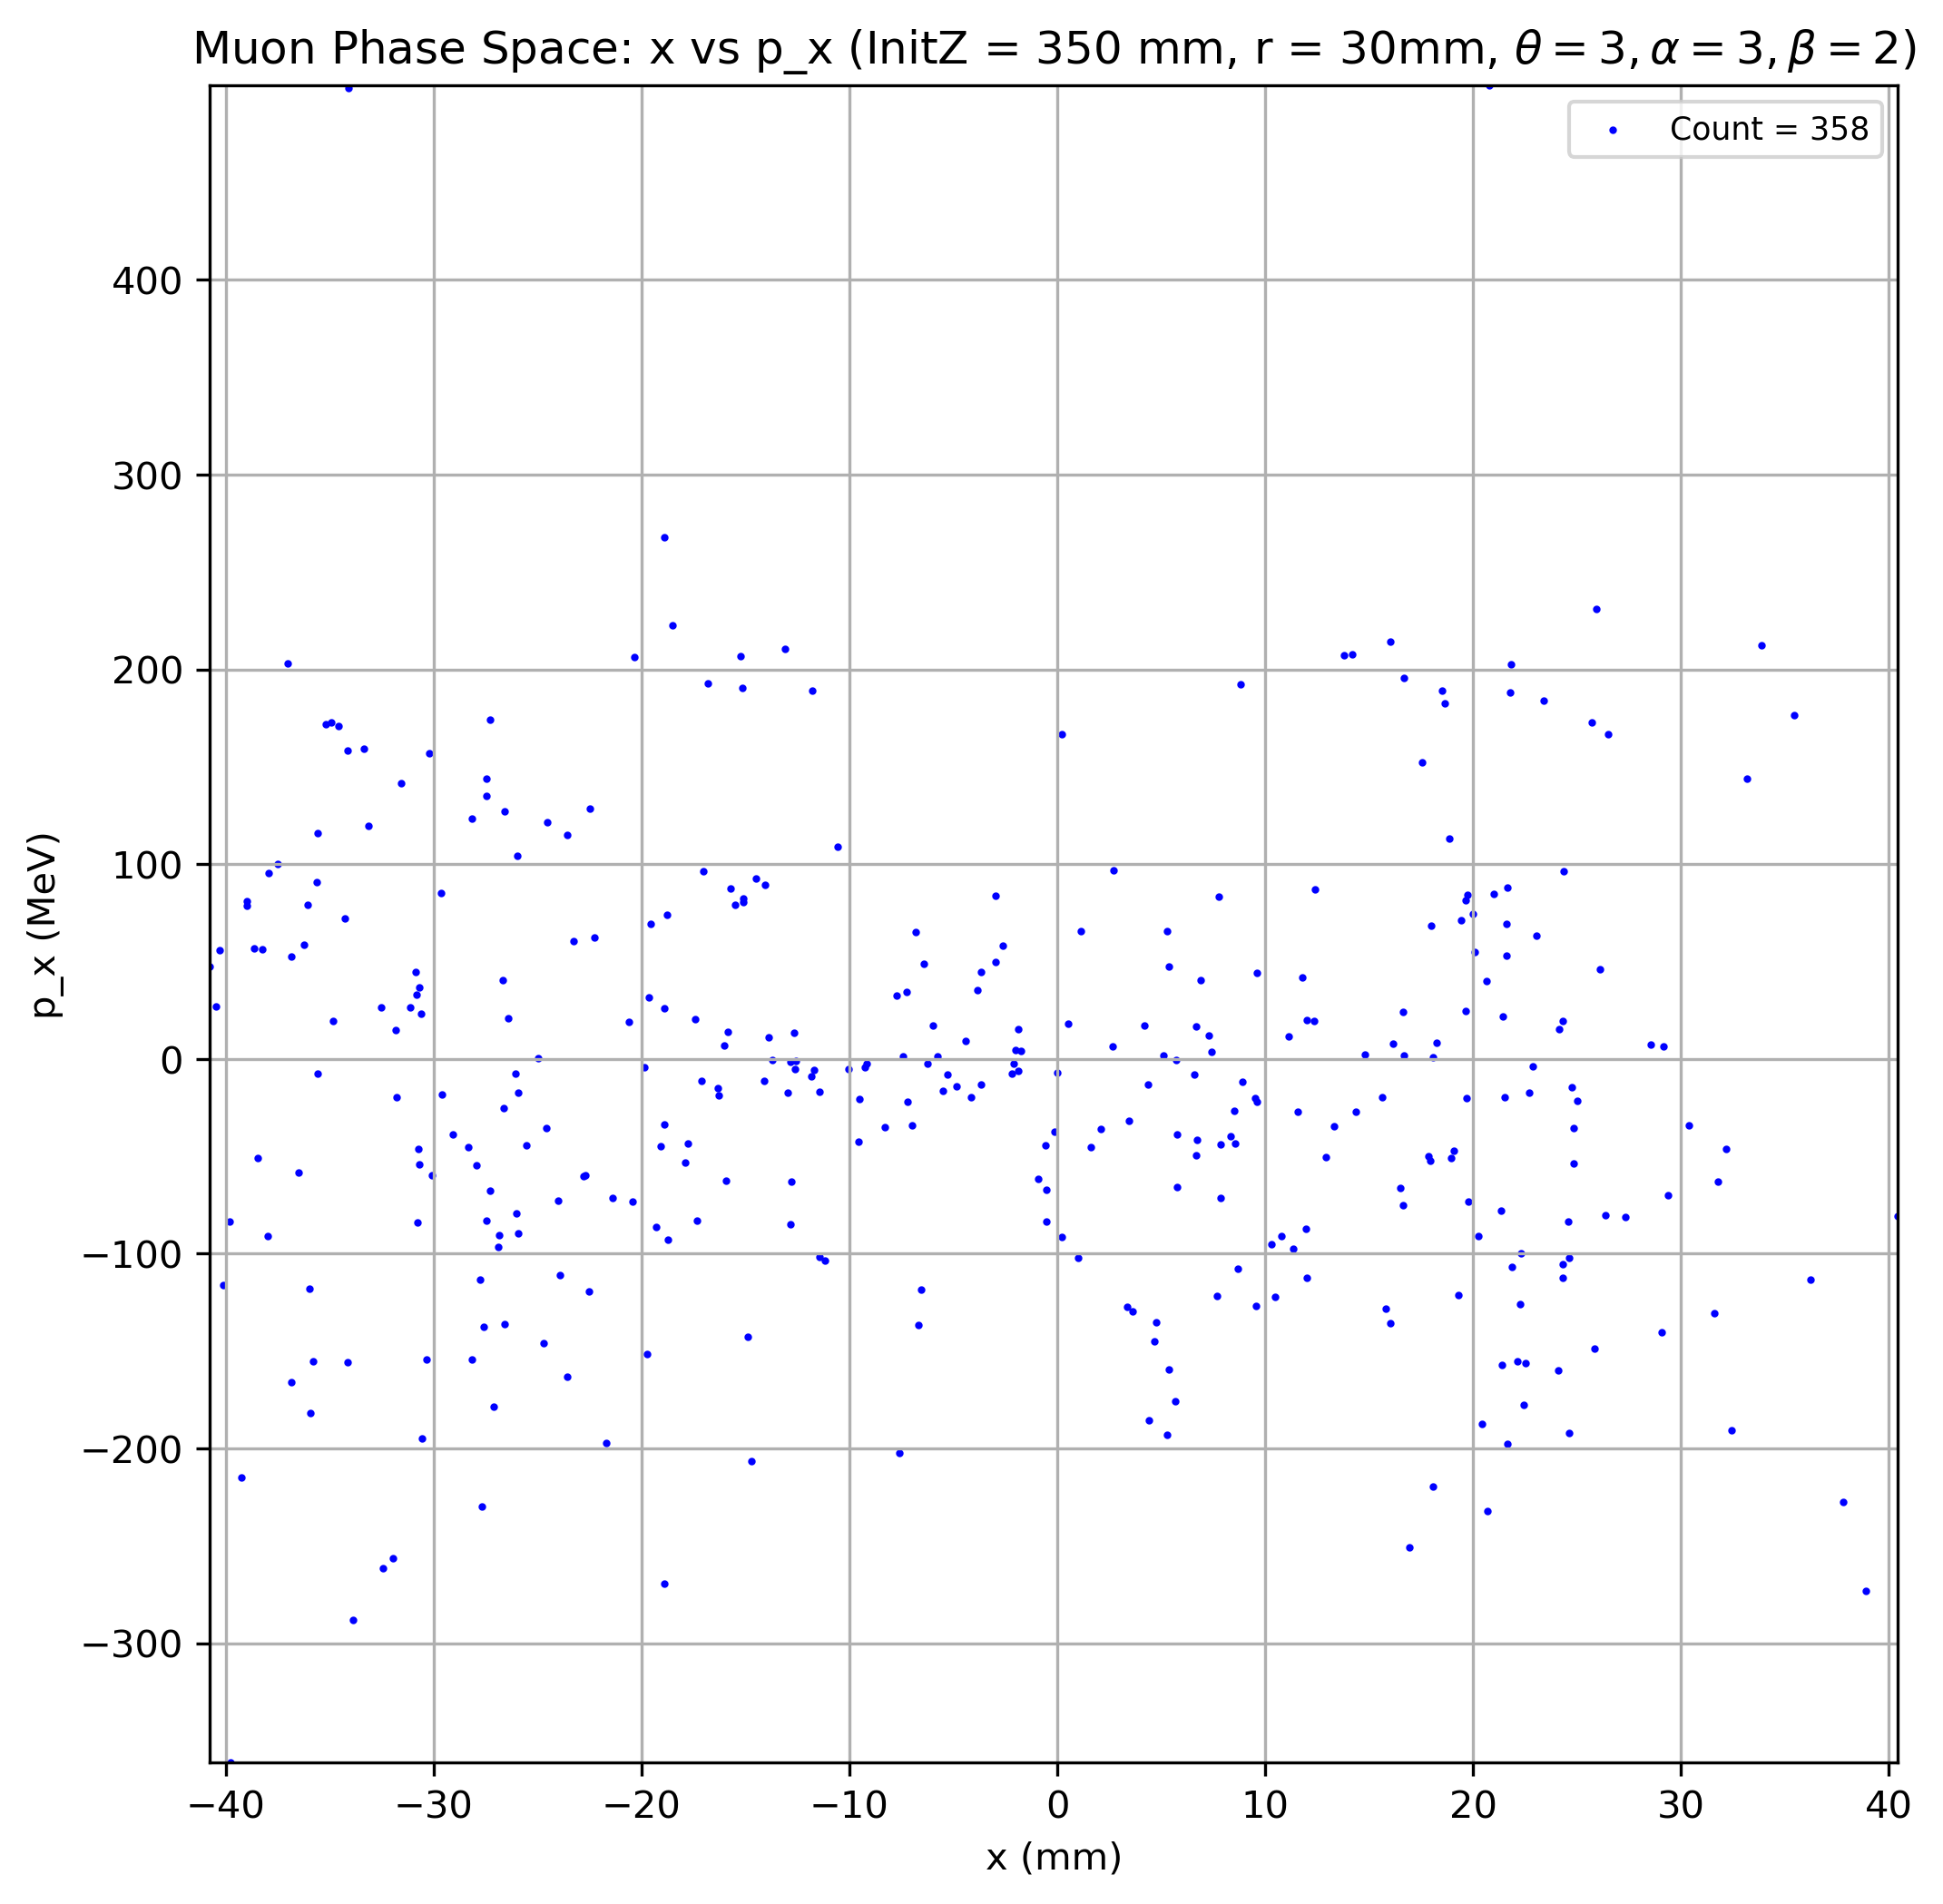 Muon Phase Space: x vs p_x (InitZ = 350 mm, r = 30mm, θ = 3, α = 3, β = 2)
Count = 358
400
300
200
100
0
−100
−200
−300
p_x (MeV)
−40 −30 −20 −10 0 10 20 30 40
x (mm)